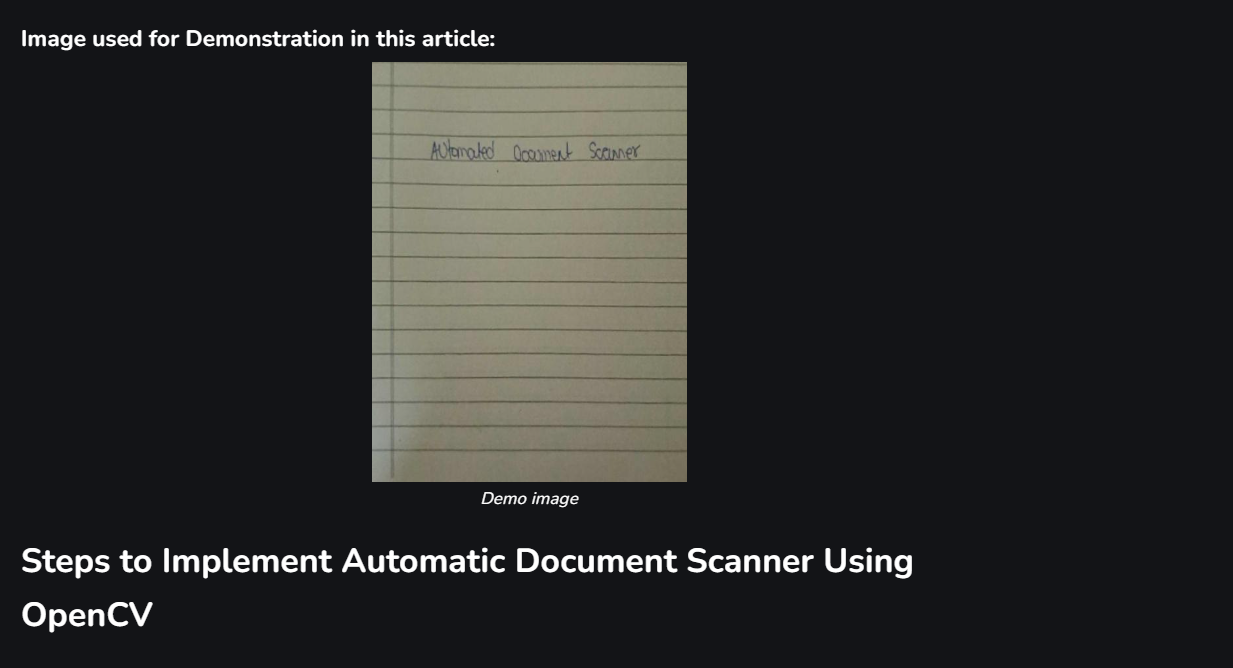 Image used for Demonstration in this article:
Automated Document Scanner
Demo image
Steps to Implement Automatic Document Scanner Using
OpenCV